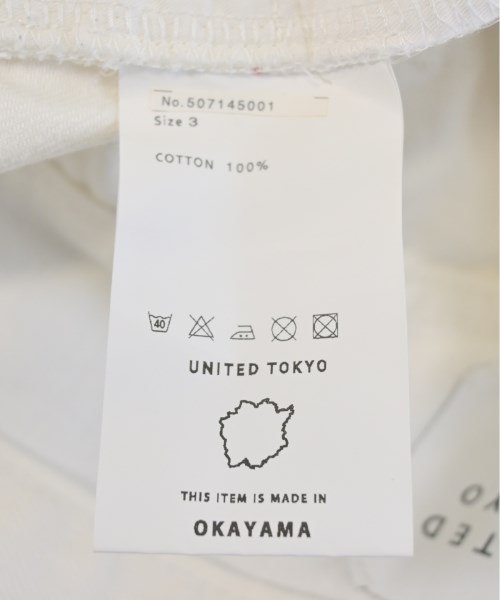 No.507145001
Size 3
COTTON 100%
40
UNITED TOKYO
THIS ITEM IS MADE IN
OKAYAMA